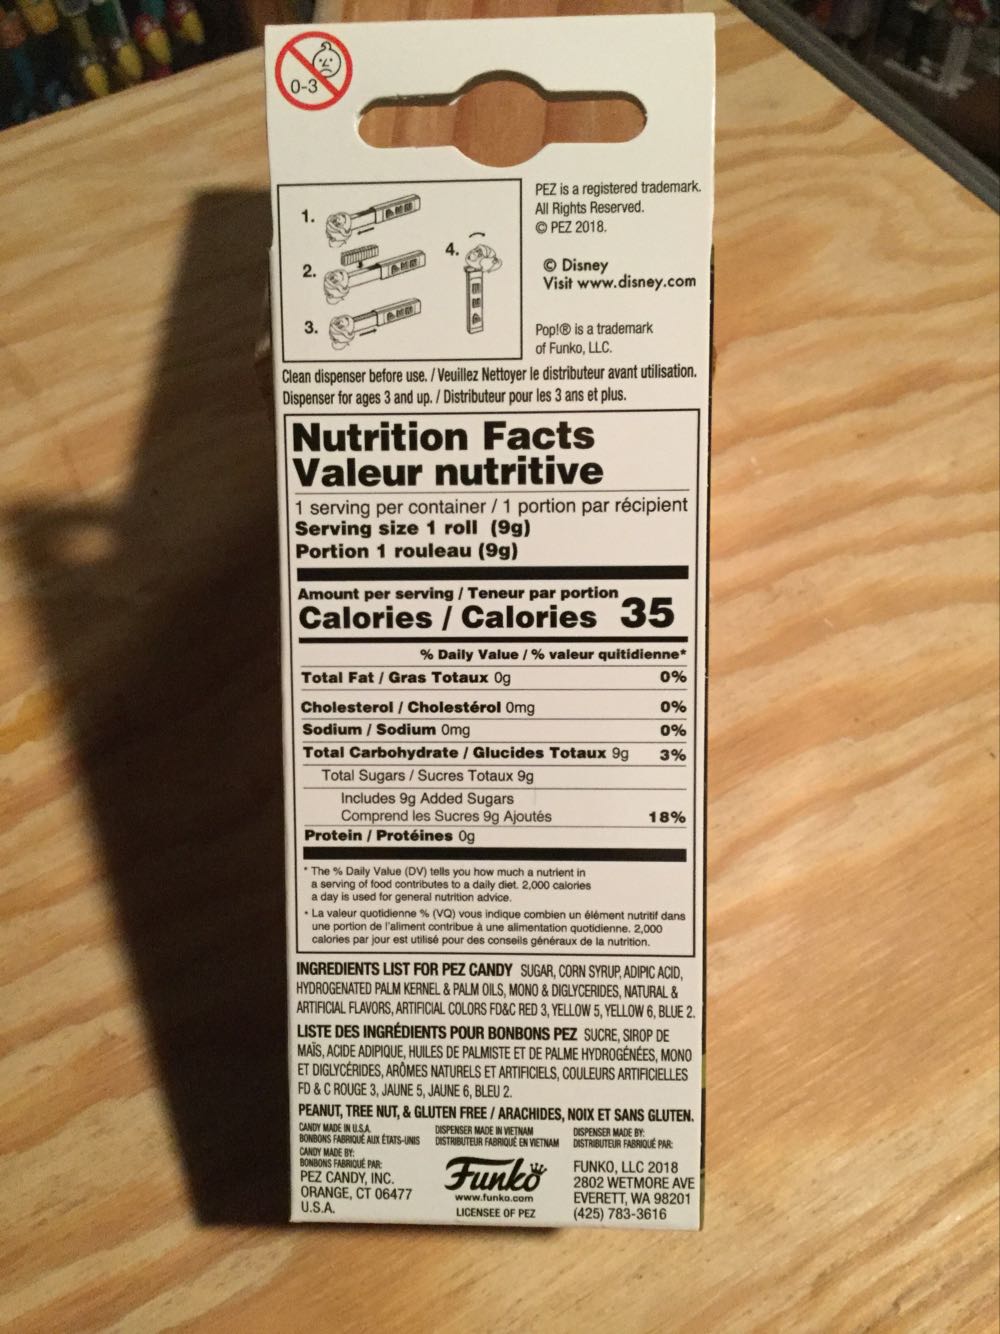 0-3
1.
2.
3.
4.
PEZ is a registered trademark.
All Rights Reserved.
© PEZ 2018.
© Disney
Visit www.disney.com
Pop!® is a trademark
of Funko, LLC.
Clean dispenser before use. / Veuillez Nettoyer le distributeur avant utilisation.
Dispenser for ages 3 and up. / Distributeur pour les 3 ans et plus.
Nutrition Facts
Valeur nutritive
1 serving per container / 1 portion par récipient
Serving size 1 roll (9g)
Portion 1 rouleau (9g)
Amount per serving / Teneur par portion
Calories / Calories 35
% Daily Value / % valeur quitidienne*
Total Fat / Gras Totaux 0g 0%
Cholesterol / Cholestérol 0mg 0%
Sodium / Sodium 0mg 0%
Total Carbohydrate / Glucides Totaux 9g 3%
Total Sugars / Sucres Totaux 9g
Includes 9g Added Sugars
Comprend les Sucres 9g Ajoutés 18%
Protein / Protéines 0g
* The % Daily Value (DV) tells you how much a nutrient in
a serving of food contributes to a daily diet. 2,000 calories
a day is used for general nutrition advice.
* La valeur quotidienne % (VQ) vous indique combien un élément nutritif dans
une portion de l'aliment contribue à une alimentation quotidienne. 2,000
calories par jour est utilisé pour des conseils généraux de la nutrition.
INGREDIENTS LIST FOR PEZ CANDY SUGAR, CORN SYRUP, ADIPIC ACID,
HYDROGENATED PALM KERNEL & PALM OILS, MONO & DIGLYCERIDES, NATURAL &
ARTIFICIAL FLAVORS, ARTIFICIAL COLORS FD&C RED 3, YELLOW 5, YELLOW 6, BLUE 2.
LISTE DES INGRÉDIENTS POUR BONBONS PEZ SUCRE, SIROP DE
MAÏS, ACIDE ADIPIQUE, HUILES DE PALMISTE ET DE PALME HYDROGÉNÉES, MONO
ET DIGLYCÉRIDES, ARÔMES NATURELS ET ARTIFICIELS, COULEURS ARTIFICIELLES
FD & C ROUGE 3, JAUNE 5, JAUNE 6, BLEU 2.
PEANUT, TREE NUT, & GLUTEN FREE / ARACHIDES, NOIX ET SANS GLUTEN.
CANDY MADE IN U.S.A.
BONBONS FABRIQUÉ AUX ÉTATS-UNIS
CANDY MADE BY:
BONBONS FABRIQUÉ PAR:
PEZ CANDY, INC.
ORANGE, CT 06477
U.S.A.
DISPENSER MADE IN VIETNAM
DISTRIBUTEUR FABRIQUÉ EN VIETNAM
Funko
www.funko.com
LICENSEE OF PEZ
DISPENSER MADE BY:
DISTRIBUTEUR FABRIQUÉ PAR:
FUNKO, LLC 2018
2802 WETMORE AVE
EVERETT, WA 98201
(425) 783-3616